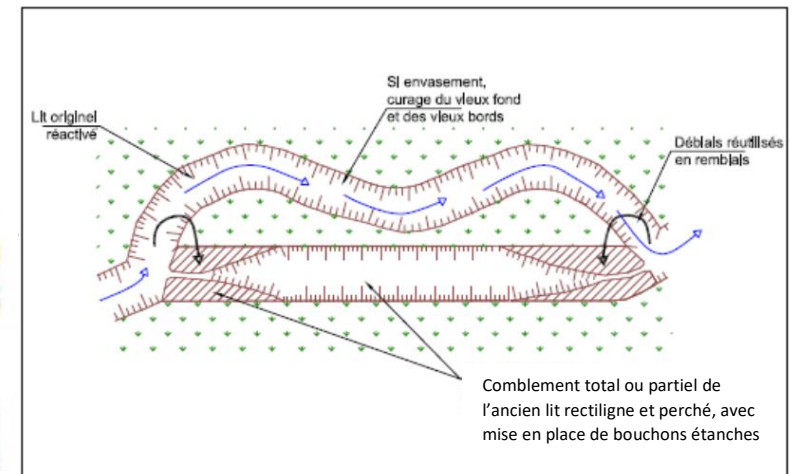 Si envasement,
curage du vieux fond
et des vieux bords
Lit originel
réactivé
Déblais réutilisés
en remblais
Comblement total ou partiel de
l'ancien lit rectiligne et perché, avec
mise en place de bouchons étanches